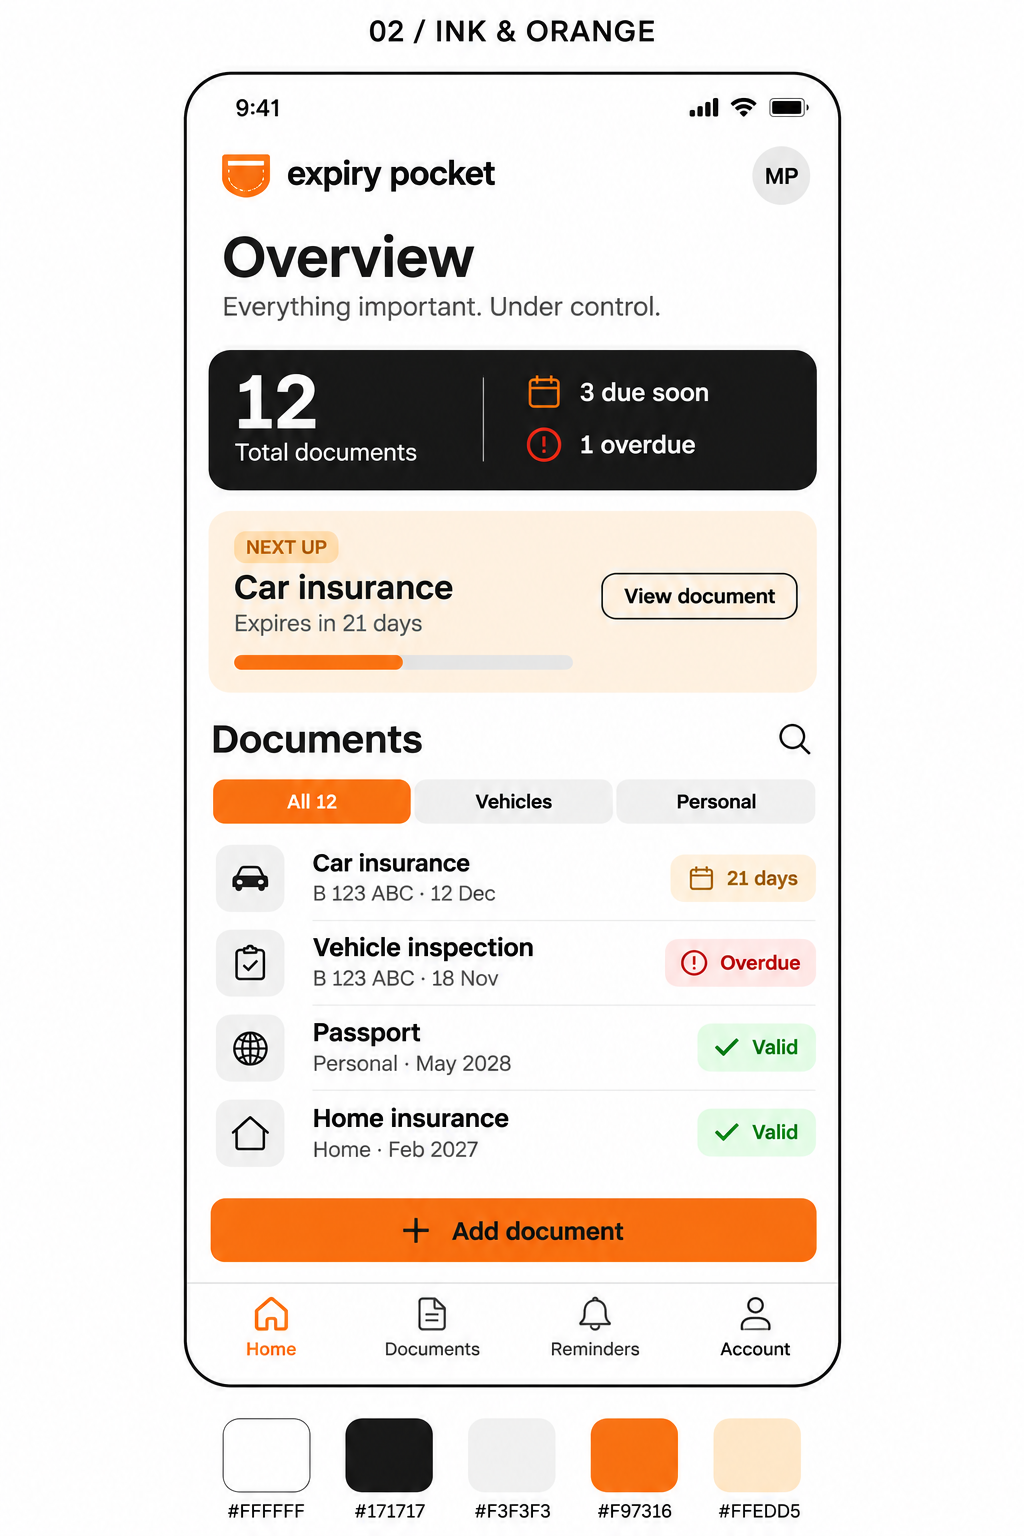 02 / INK & ORANGE
9:41
expiry pocket
MP
Overview
Everything important. Under control.
12
Total documents
3 due soon
1 overdue
NEXT UP
Car insurance
Expires in 21 days
View document
Documents
All 12
Vehicles
Personal
Car insurance
B 123 ABC · 12 Dec
21 days
Vehicle inspection
B 123 ABC · 18 Nov
Overdue
Passport
Personal · May 2028
Valid
Home insurance
Home · Feb 2027
Valid
+ Add document
Home
Documents
Reminders
Account
#FFFFFF
#171717
#F3F3F3
#F97316
#FFEDD5